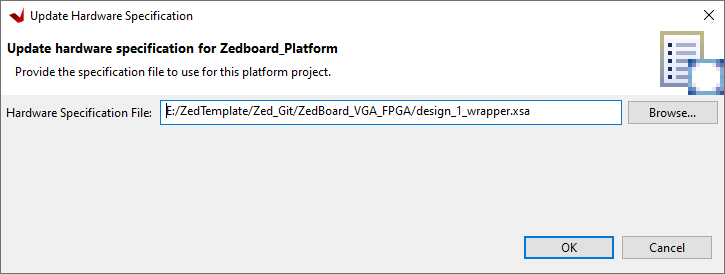 Update Hardware Specification
Update hardware specification for Zedboard_Platform
Provide the specification file to use for this platform project.
Hardware Specification File: E:/ZedTemplate/Zed_Git/ZedBoard_VGA_FPGA/design_1_wrapper.xsa Browse...
OK Cancel